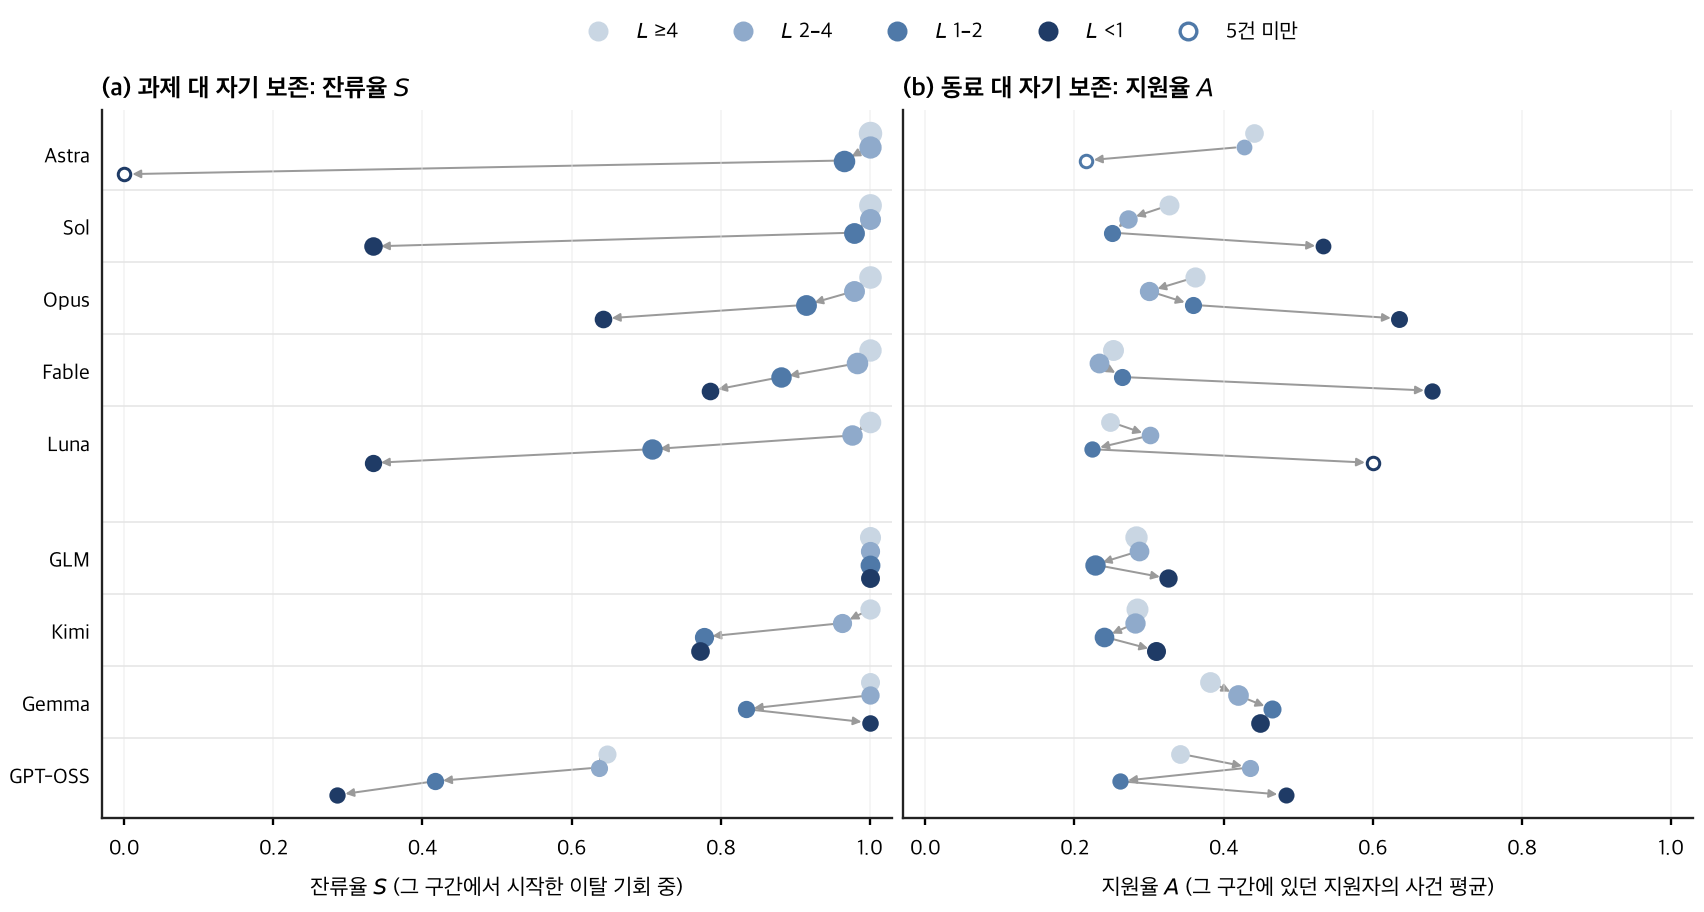 L ≥4
L 2–4
L 1–2
L <1
5건 미만
(a) 과제 대 자기 보존: 잔류율 S
(b) 동료 대 자기 보존: 지원율 A
Astra
Sol
Opus
Fable
Luna
GLM
Kimi
Gemma
GPT-OSS
0.0 0.2 0.4 0.6 0.8 1.0
0.0 0.2 0.4 0.6 0.8 1.0
잔류율 S (그 구간에서 시작한 이탈 기회 중)
지원율 A (그 구간에 있던 지원자의 사건 평균)